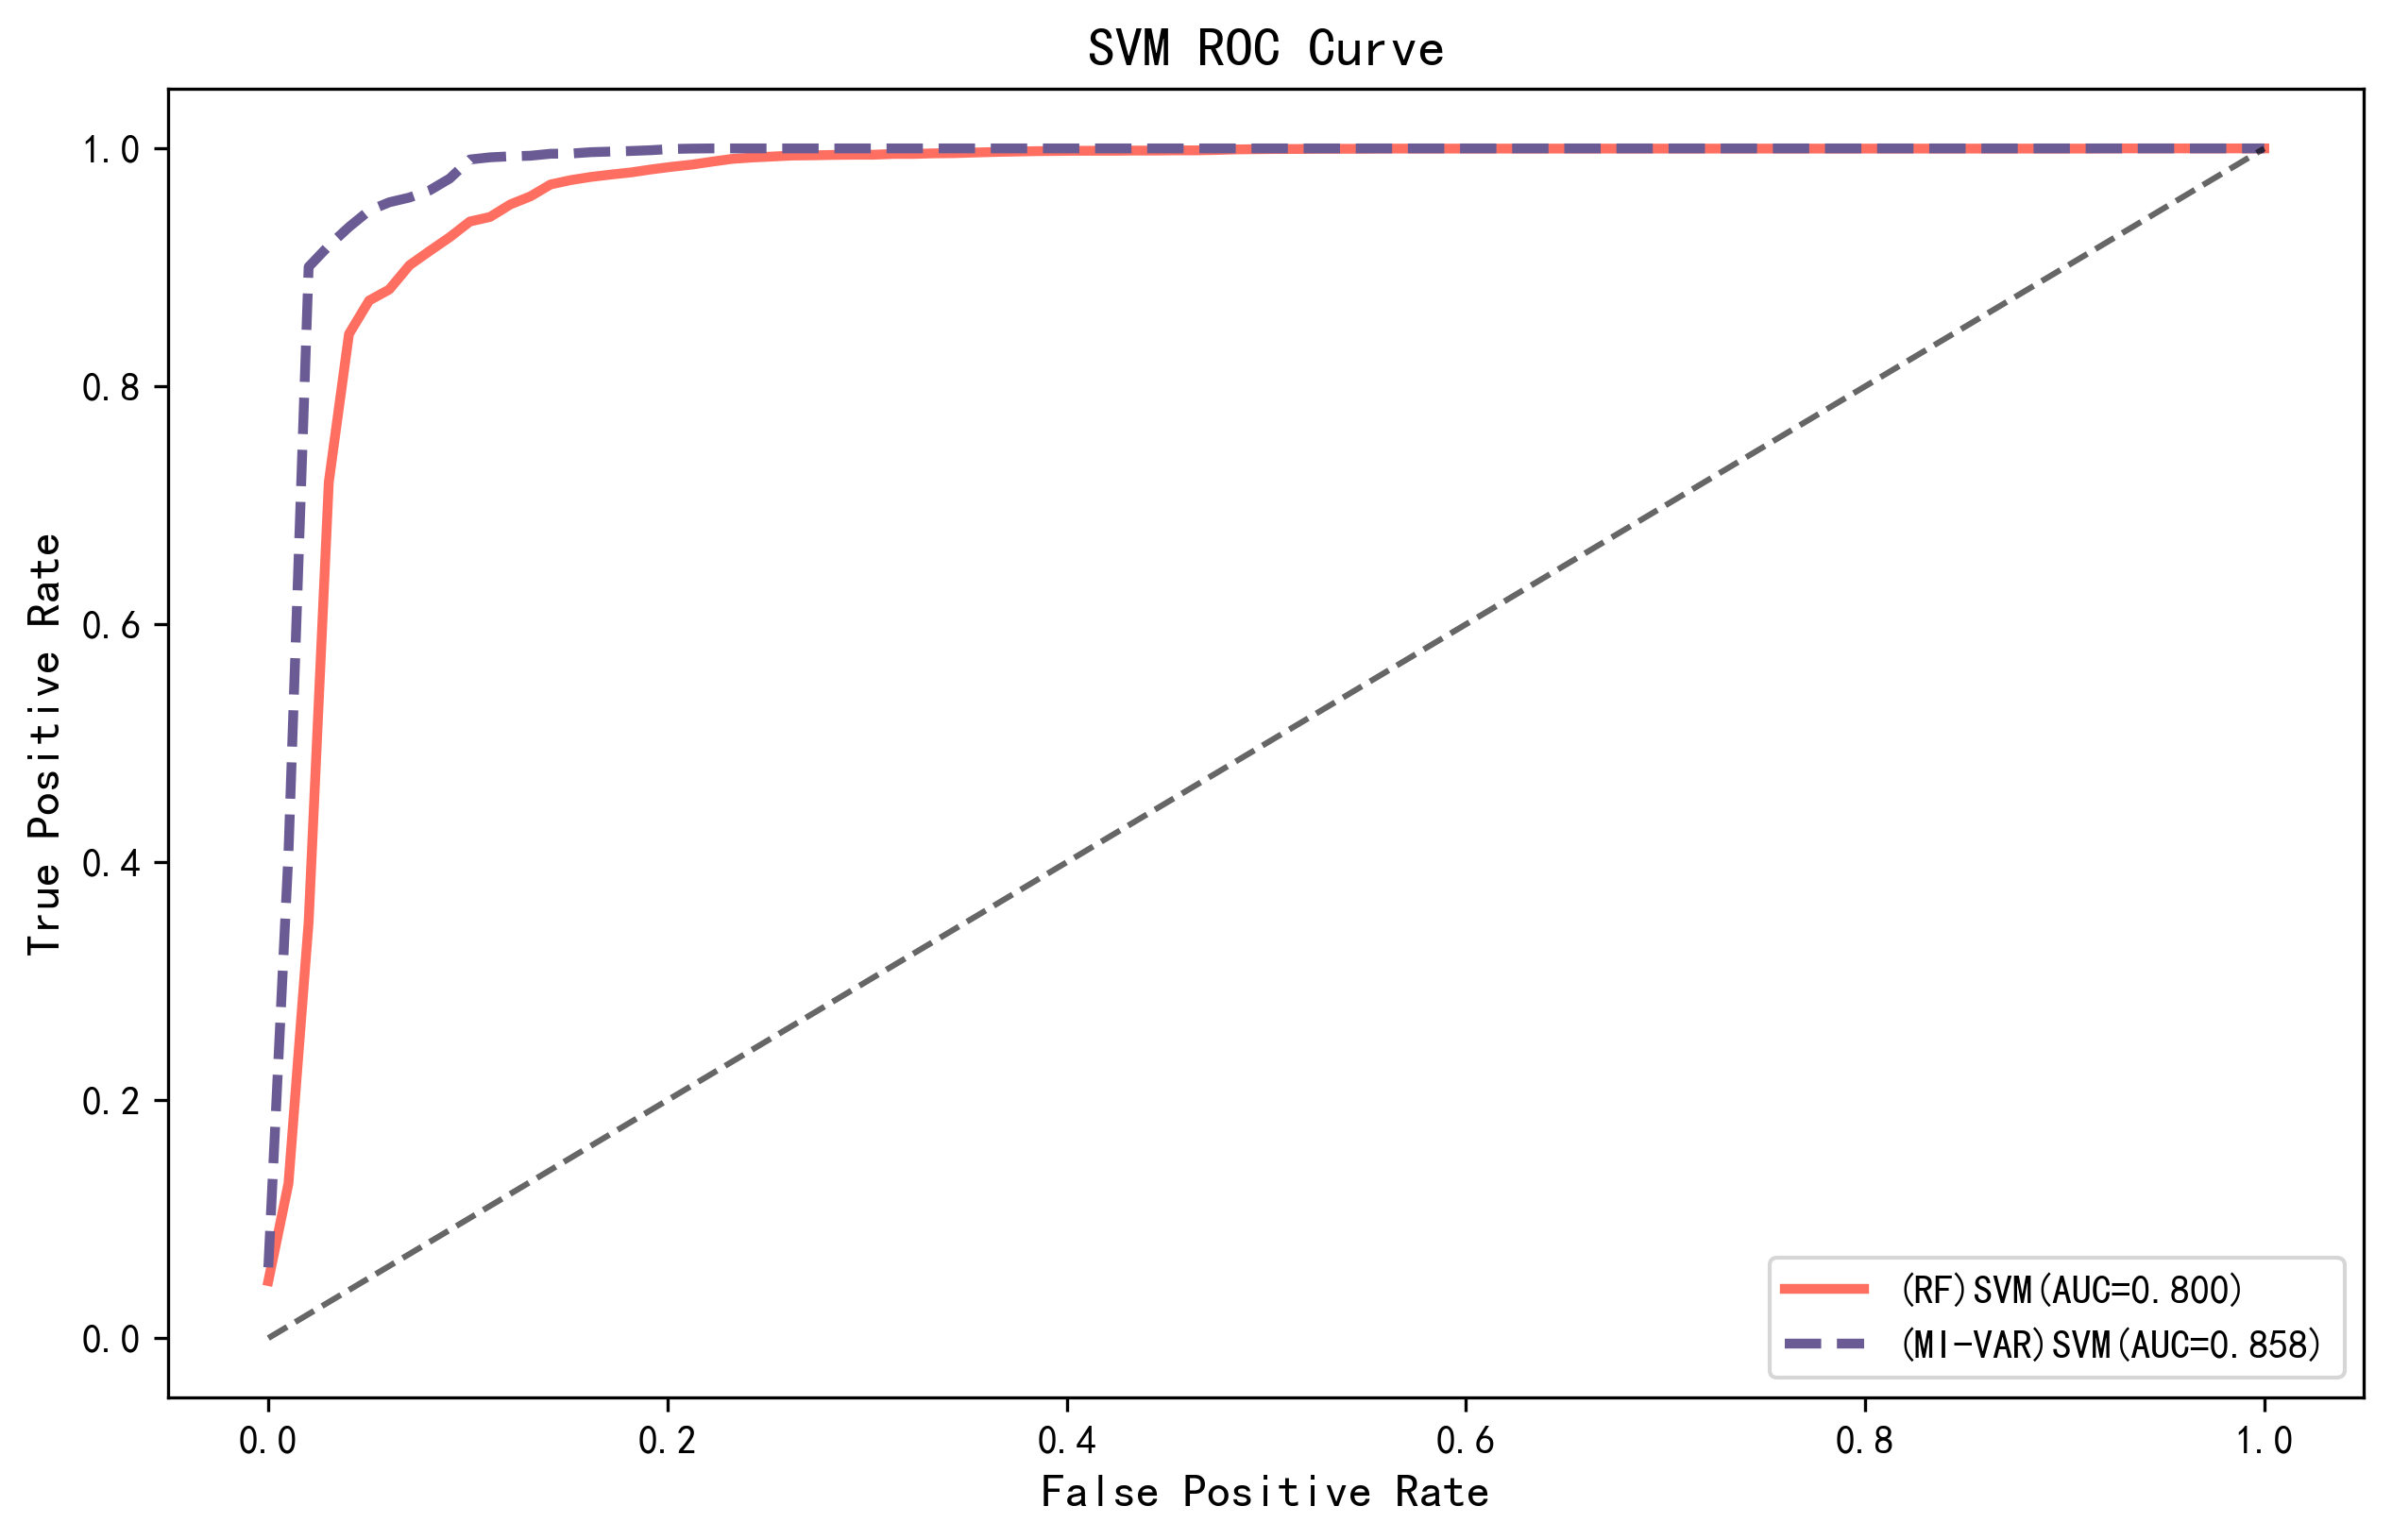 SVM ROC Curve
True Positive Rate
1.0
0.8
0.6
0.4
0.2
0.0
(RF)SVM(AUC=0.800)
(MI-VAR)SVM(AUC=0.858)
0.0 0.2 0.4 0.6 0.8 1.0
False Positive Rate